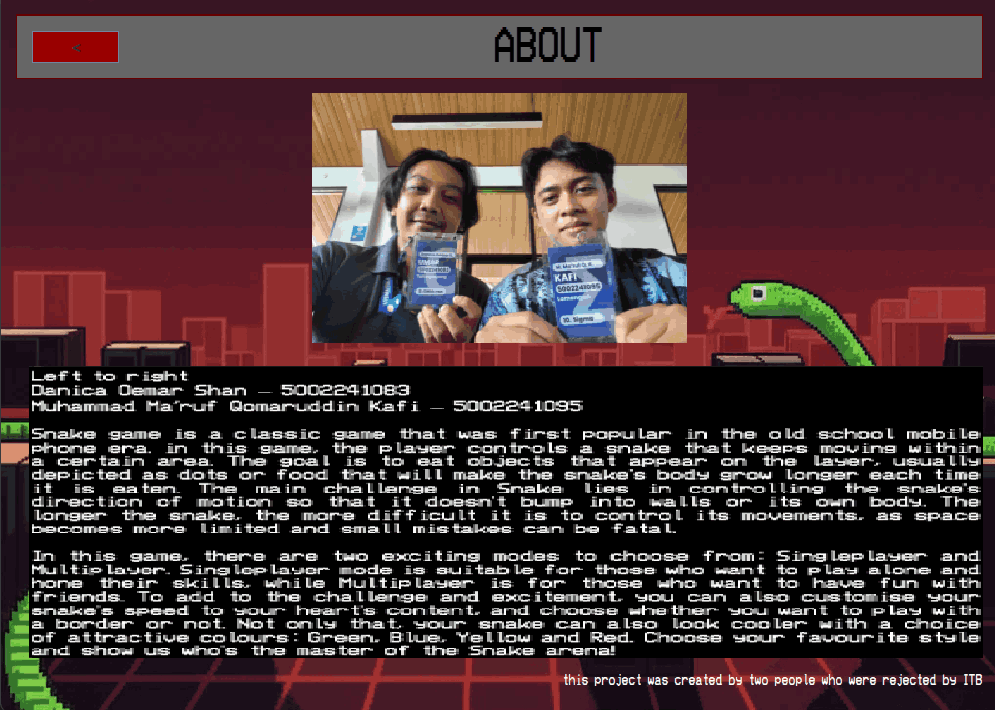 <
ABOUT
KAFI
5002241095
Left to right
Danica Oemar Shan - 5002241083
Muhammad Ma'ruf Qomaruddin Kafi - 5002241095
Snake game is a classic game that was first popular in the old school mobile
phone era. in this game, the player controls a snake that keeps moving within
a certain area. The goal is to eat objects that appear on the layer, usually
depicted as dots or food that will make the snake's body grow longer each time
it is eaten. The main challenge in Snake lies in controlling the snake's
direction of motion so that it doesn't bump into walls or its own body. The
longer the snake, the more difficult it is to control its movements, as space
becomes more limited and small mistakes can be fatal.
In this game, there are two exciting modes to choose from: Singleplayer and
Multiplayer. Singleplayer mode is suitable for those who want to play alone and
hone their skills, while Multiplayer is for those who want to have fun with
friends. To add to the challenge and excitement, you can also customise your
snake's speed to your heart's content, and choose whether you want to play with
a border or not. Not only that, your snake can also look cooler with a choice
of attractive colours: Green, Blue, Yellow and Red. Choose your favourite style
and show us who's the master of the Snake arena!
this project was created by two people who were rejected by ITB